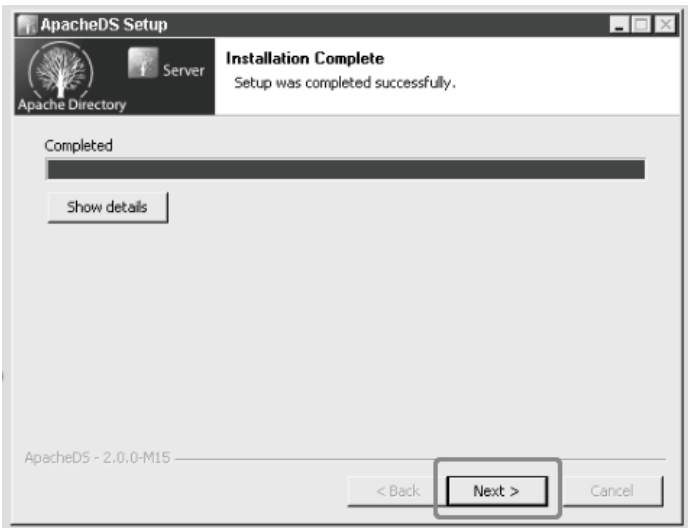 ApacheDS Setup
Server
Apache Directory
Installation Complete
Setup was completed successfully.
Completed
Show details
ApacheDS - 2.0.0-M15
< Back
Next >
Cancel